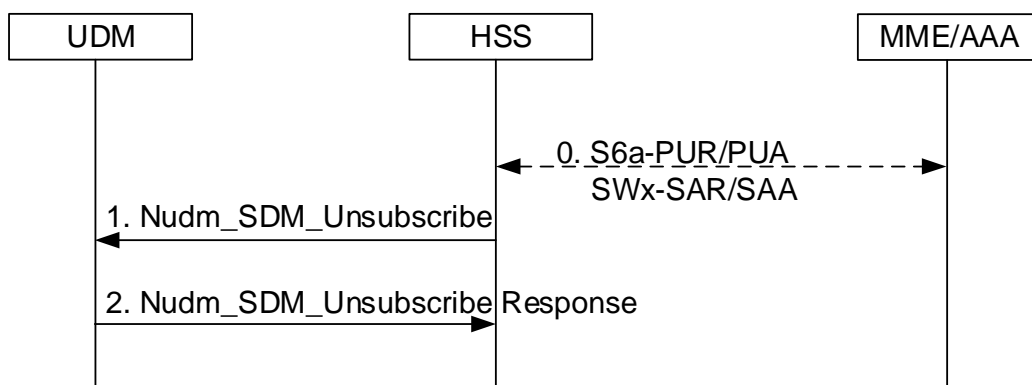 UDM
HSS
MME/AAA
0. S6a-PUR/PUA
SWx-SAR/SAA
1. Nudm_SDM_Unsubscribe
2. Nudm_SDM_Unsubscribe Response